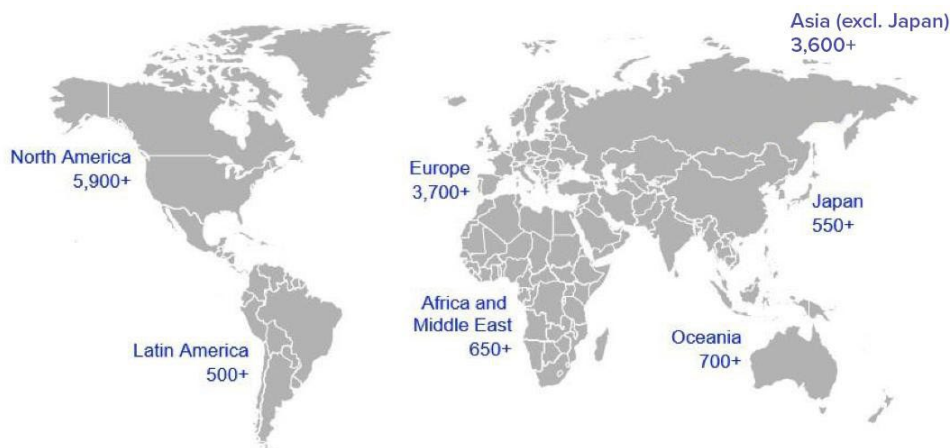 Asia (excl. Japan)
3,600+
North America
5,900+
Europe
3,700+
Japan
550+
Africa and
Middle East
650+
Latin America
500+
Oceania
700+